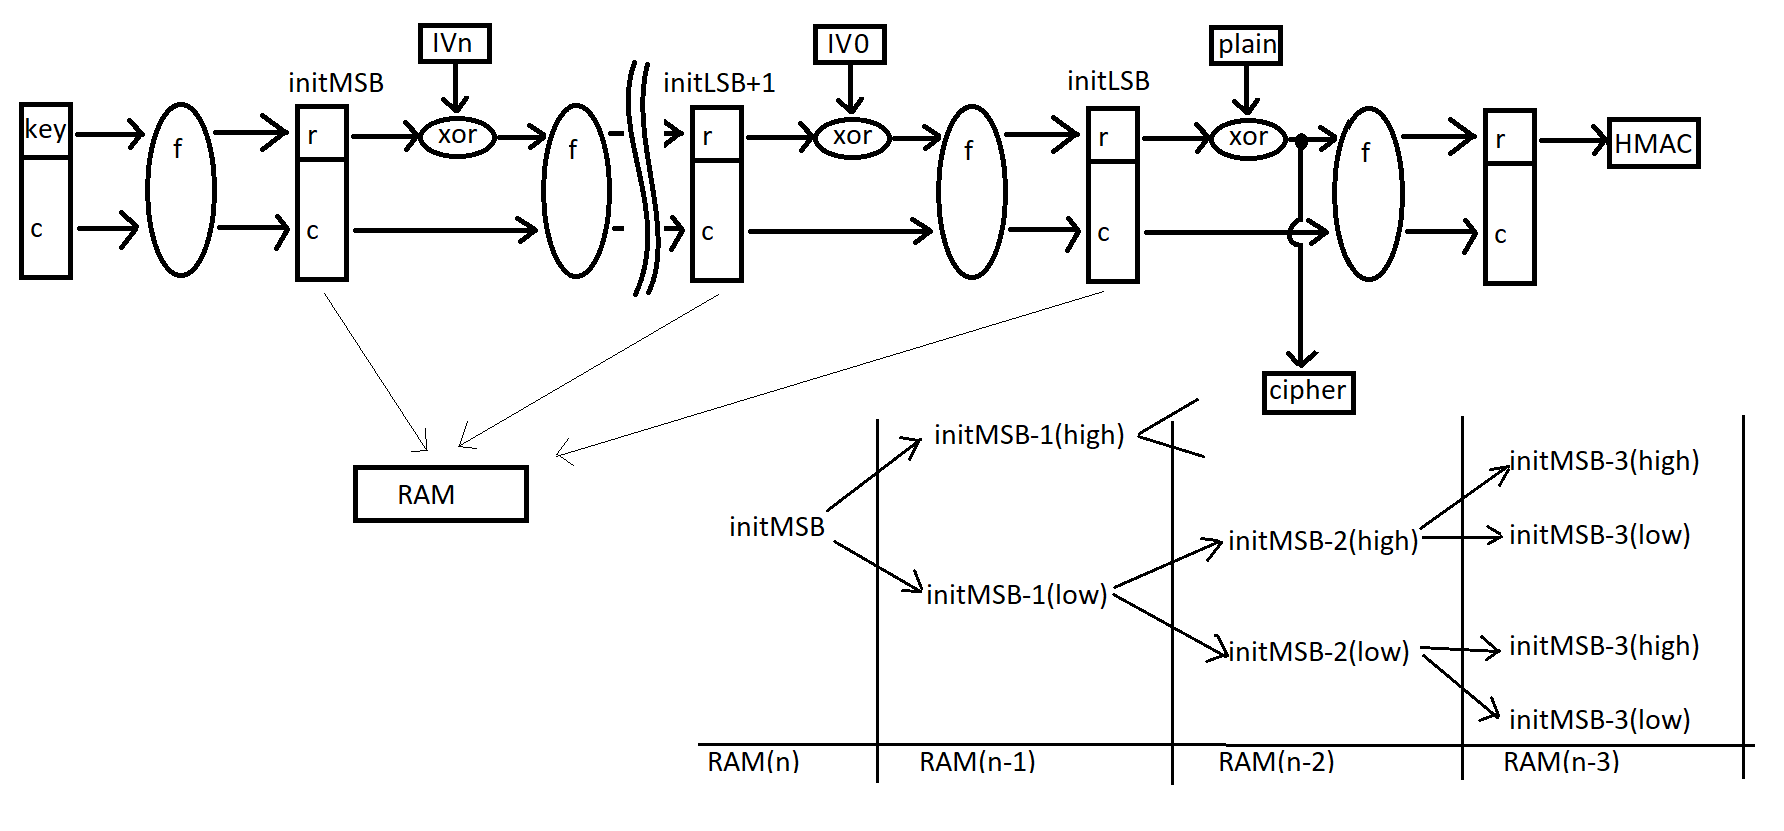 IVn
IV0
plain
initMSB
initLSB+1
initLSB
key
f
r
xor
f
r
xor
f
r
xor
f
r
HMAC
c
c
c
c
c
cipher
RAM
initMSB-1(high)
initMSB-3(high)
initMSB
initMSB-2(high)
initMSB-3(low)
initMSB-1(low)
initMSB-2(low)
initMSB-3(high)
initMSB-3(low)
RAM(n)
RAM(n-1)
RAM(n-2)
RAM(n-3)